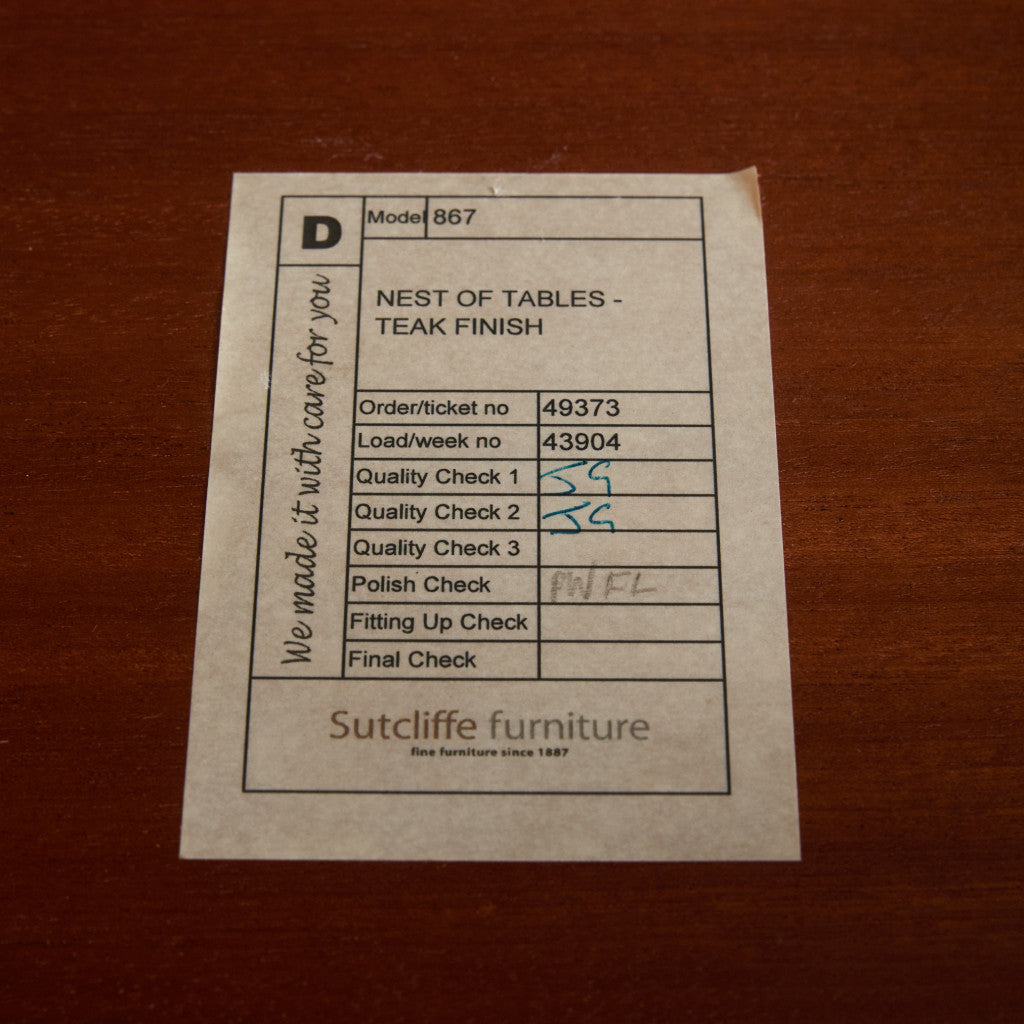 D
Model 867
We made it with care for you
NEST OF TABLES -
TEAK FINISH
Order/ticket no 49373
Load/week no 43904
Quality Check 1 JG
Quality Check 2 JG
Quality Check 3
Polish Check PW/FL
Fitting Up Check
Final Check
Sutcliffe furniture
fine furniture since 1887